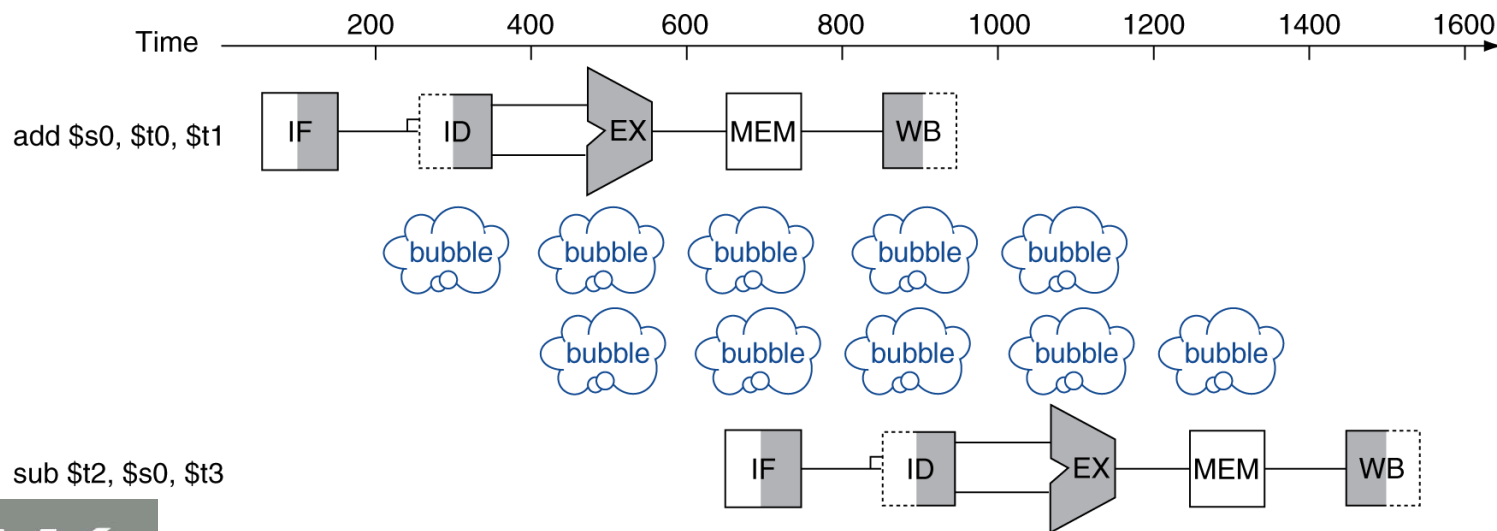 Time 200 400 600 800 1000 1200 1400 1600
add $s0, $t0, $t1 IF ID EX MEM WB
bubble bubble bubble bubble bubble
bubble bubble bubble bubble bubble
sub $t2, $s0, $t3 IF ID EX MEM WB